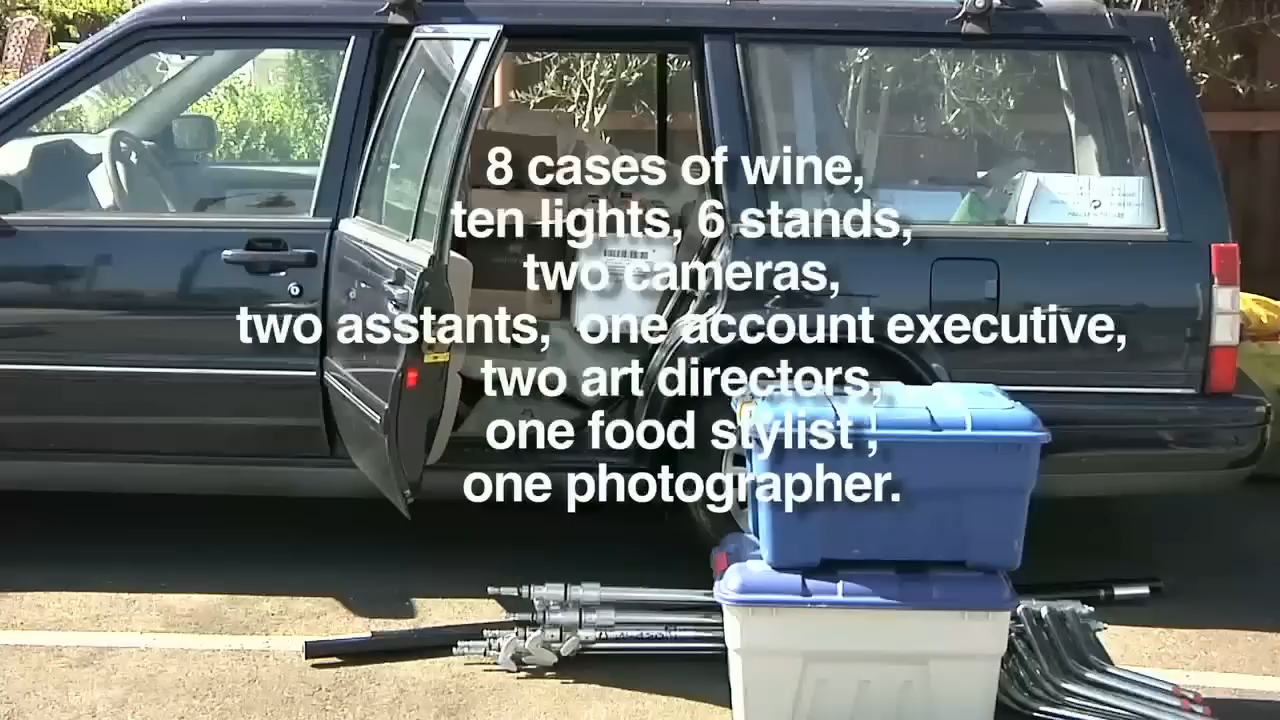 8 cases of wine,
ten lights, 6 stands,
two cameras,
two asstants,  one account executive,
two art directors,
one food stylist ,
one photographer.